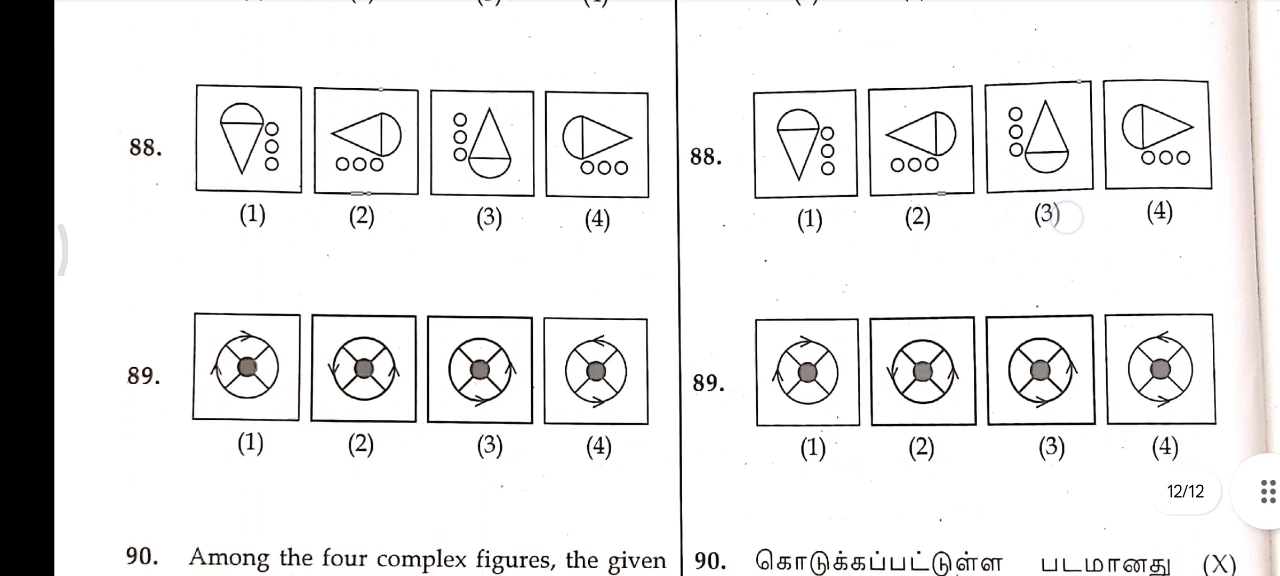 88.
(1) (2) (3) (4)
89.
(1) (2) (3) (4)
90. Among the four complex figures, the given
88.
(1) (2) (3) (4)
89.
(1) (2) (3) (4)
12/12
90. கொடுக்கப்பட்டுள்ள படமானது (X)